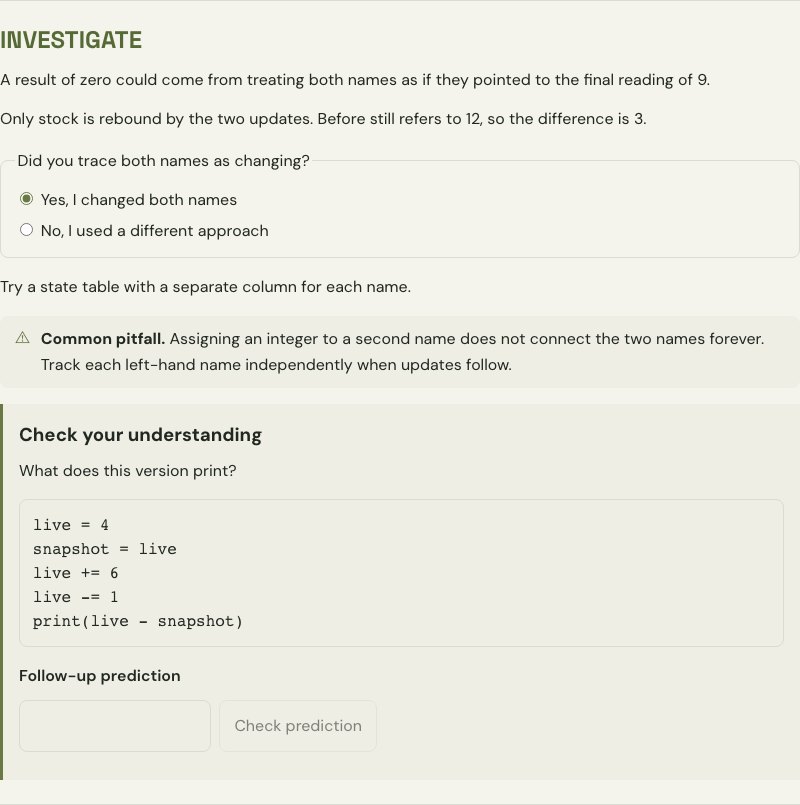 INVESTIGATE
A result of zero could come from treating both names as if they pointed to the final reading of 9.
Only stock is rebound by the two updates. Before still refers to 12, so the difference is 3.
Did you trace both names as changing?
Yes, I changed both names
No, I used a different approach
Try a state table with a separate column for each name.
⚠ Common pitfall. Assigning an integer to a second name does not connect the two names forever.
Track each left-hand name independently when updates follow.
Check your understanding
What does this version print?
live = 4
snapshot = live
live += 6
live -= 1
print(live - snapshot)
Follow-up prediction
Check prediction